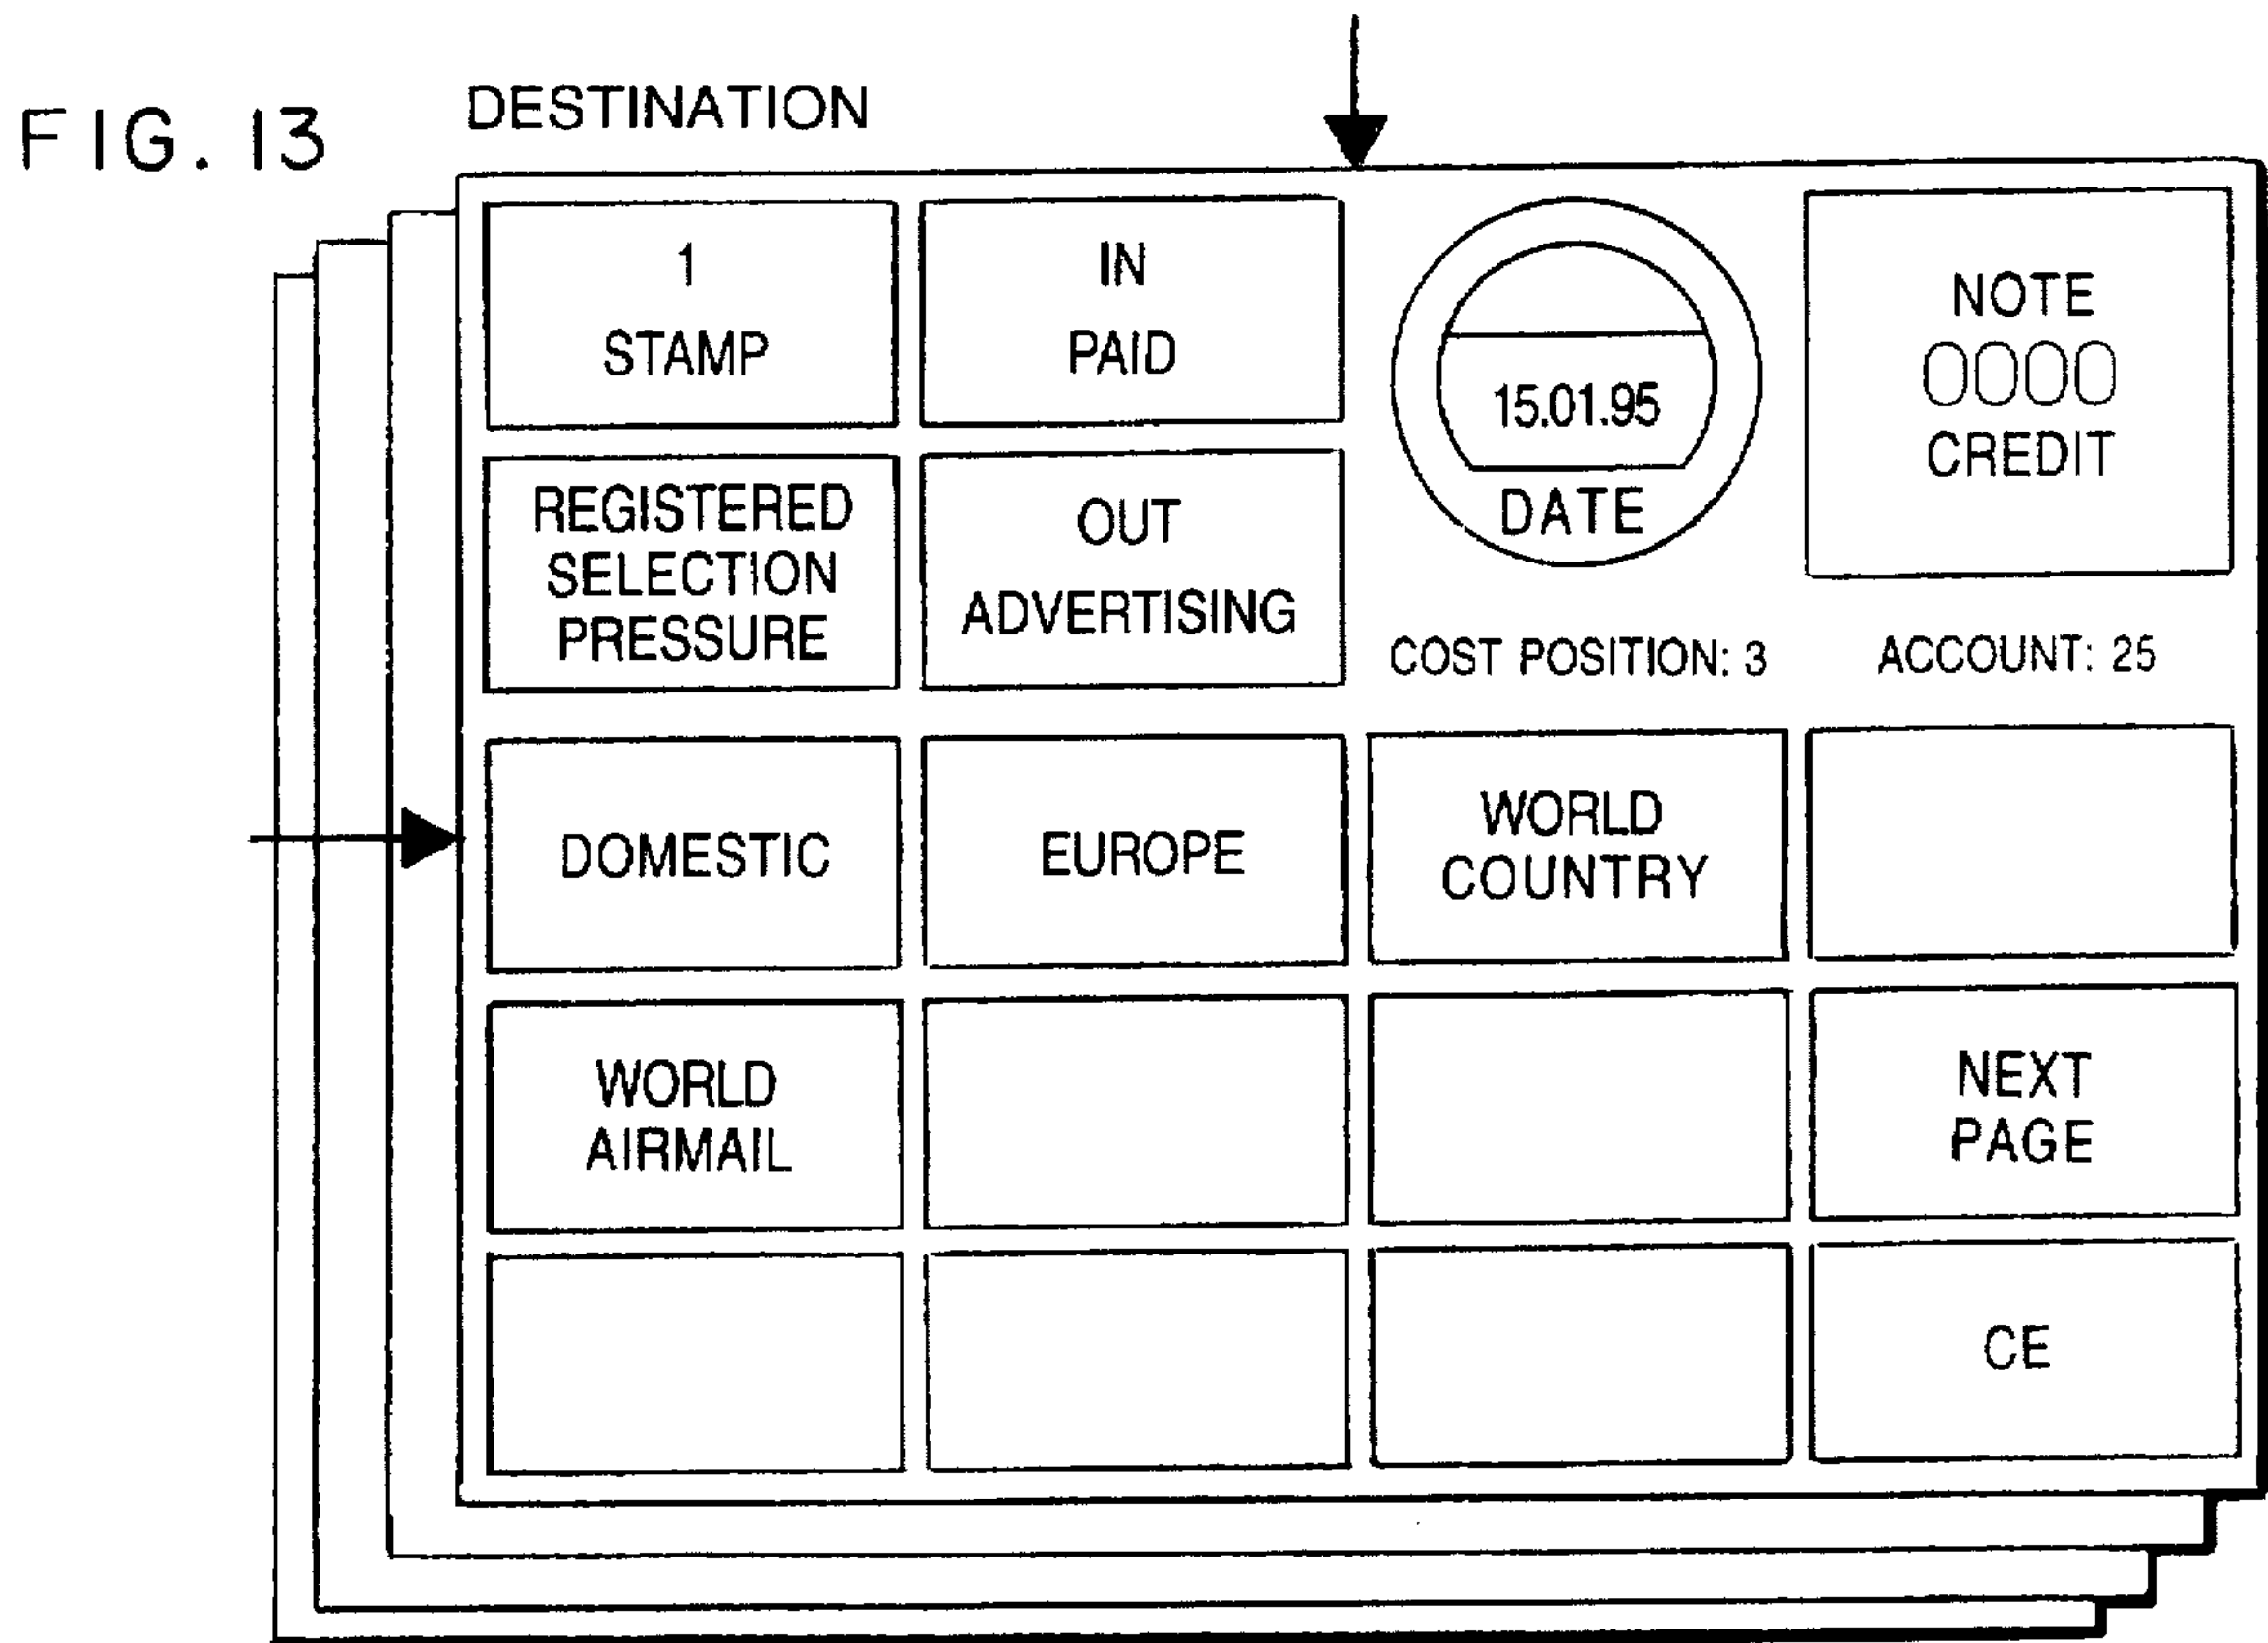 FIG. 13
DESTINATION
1
STAMP
IN
PAID
15.01.95
DATE
NOTE
0000
CREDIT
REGISTERED
SELECTION
PRESSURE
OUT
ADVERTISING
COST POSITION: 3
ACCOUNT: 25
DOMESTIC
EUROPE
WORLD
COUNTRY
WORLD
AIRMAIL
NEXT
PAGE
CE